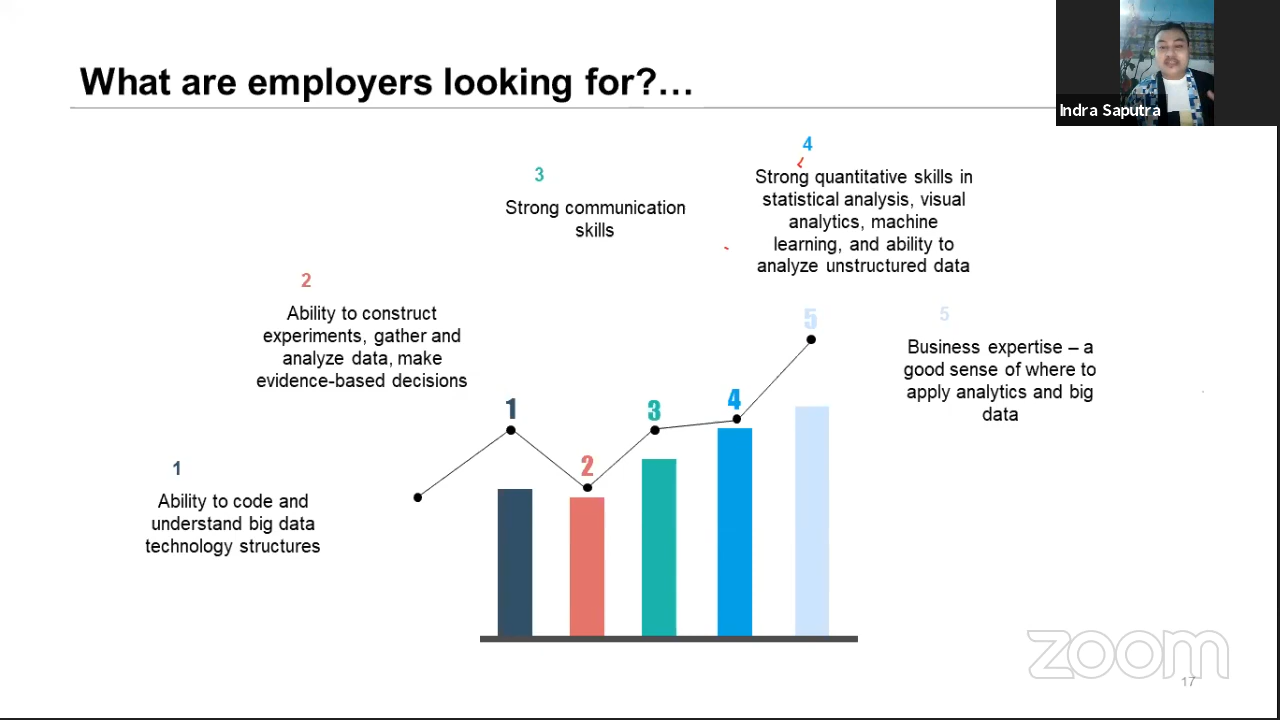 What are employers looking for?...
Indra Saputra
4
Strong quantitative skills in
statistical analysis, visual
analytics, machine
learning, and ability to
analyze unstructured data
3
Strong communication
skills
2
Ability to construct
experiments, gather and
analyze data, make
evidence-based decisions
5
Business expertise – a
good sense of where to
apply analytics and big
data
1
Ability to code and
understand big data
technology structures
1
2
3
4
5
zoom
17